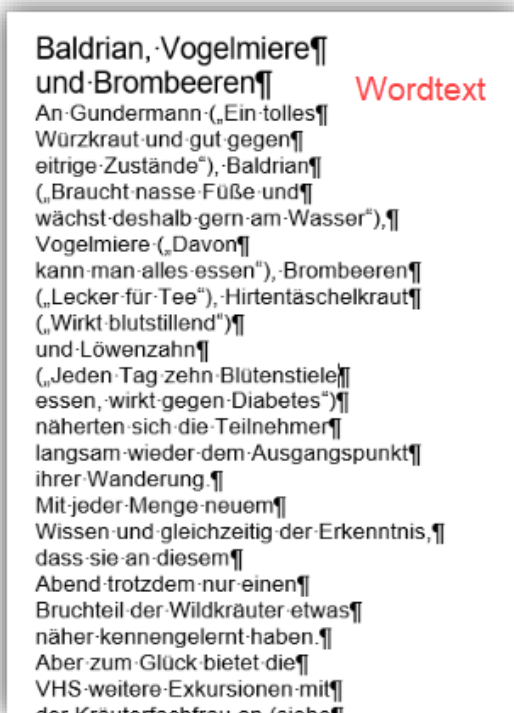 Baldrian, Vogelmiere¶
und Brombeeren¶
Wordtext
An Gundermann („Ein tolles¶
Würzkraut und gut gegen¶
eitrige Zustände“), Baldrian¶
(„Braucht nasse Füße und¶
wächst deshalb gern am Wasser“),¶
Vogelmiere („Davon¶
kann man alles essen“), Brombeeren¶
(„Lecker für Tee“), Hirtentäschelkraut¶
(„Wirkt blutstillend“)¶
und Löwenzahn¶
(„Jeden Tag zehn Blütenstiele¶
essen, wirkt gegen Diabetes“)¶
näherten sich die Teilnehmer¶
langsam wieder dem Ausgangspunkt¶
ihrer Wanderung.¶
Mit jeder Menge neuem¶
Wissen und gleichzeitig der Erkenntnis,¶
dass sie an diesem¶
Abend trotzdem nur einen¶
Bruchteil der Wildkräuter etwas¶
näher kennengelernt haben.¶
Aber zum Glück bietet die¶
VHS weitere Exkursionen mit¶
der Kräuterfachfrau an (siehe¶